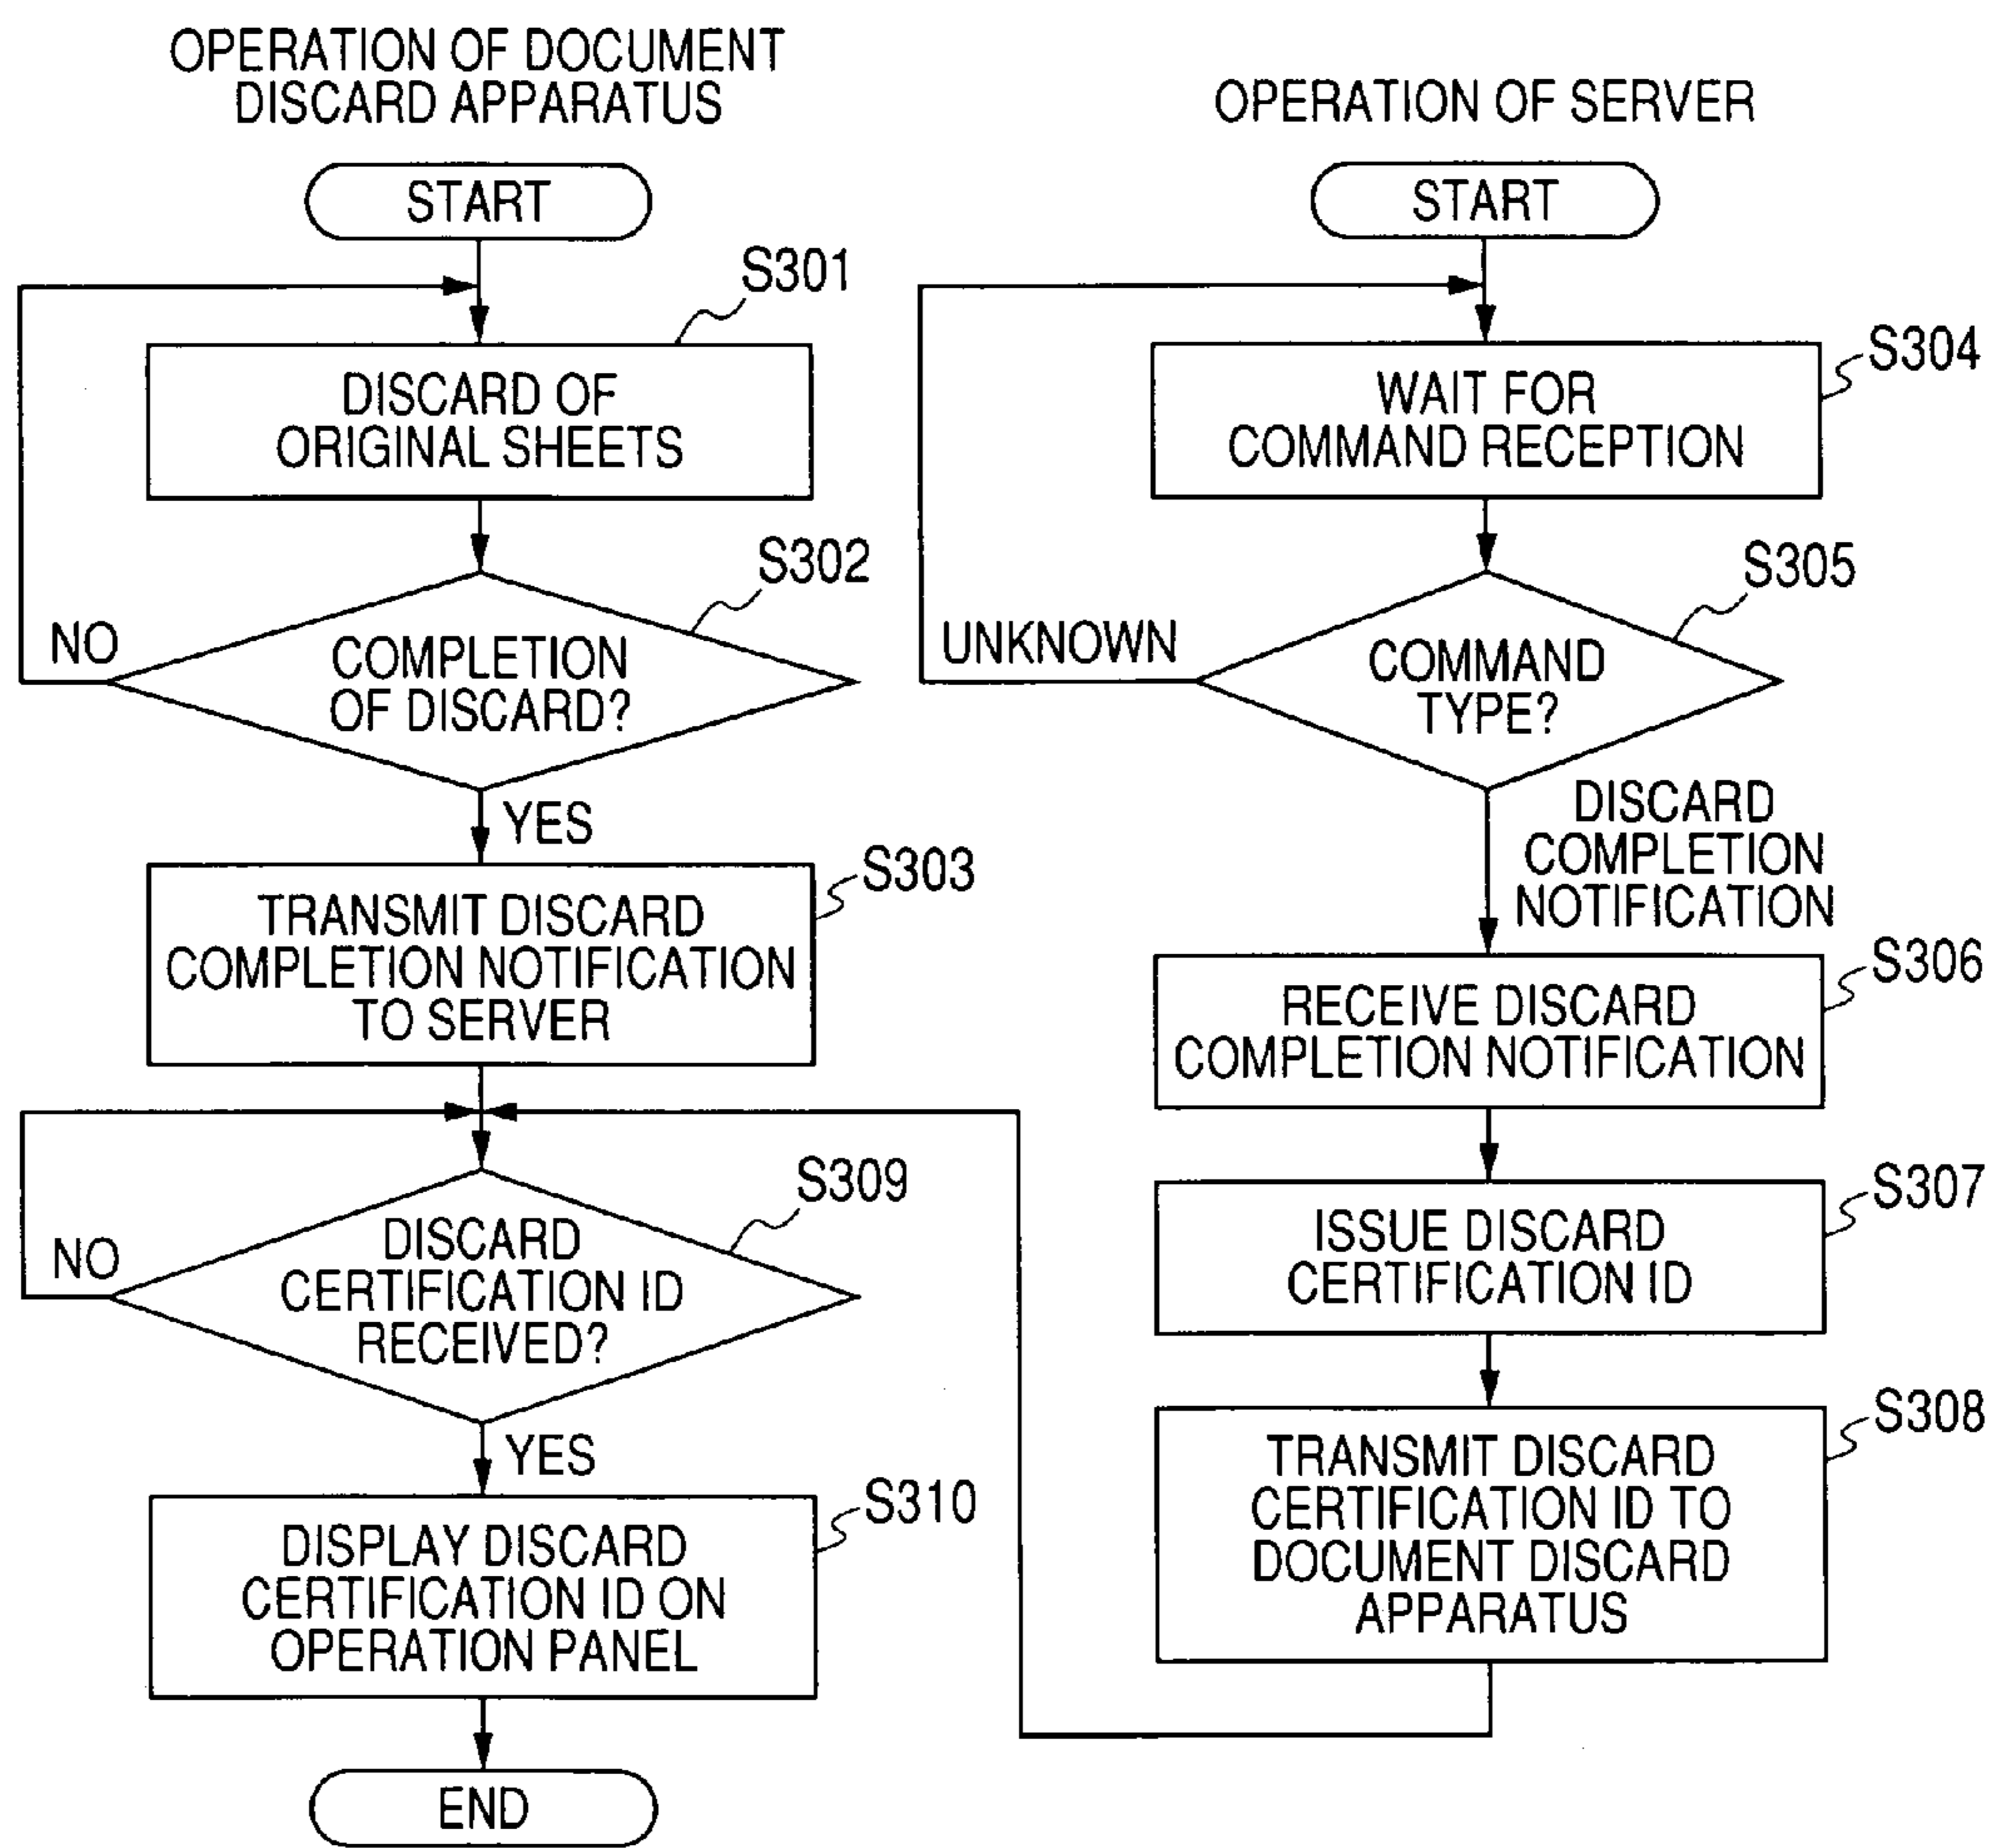 OPERATION OF DOCUMENT
DISCARD APPARATUS
START
S301
DISCARD OF
ORIGINAL SHEETS
S302
NO
COMPLETION
OF DISCARD?
YES
S303
TRANSMIT DISCARD
COMPLETION NOTIFICATION
TO SERVER
S309
NO
DISCARD
CERTIFICATION ID
RECEIVED?
YES
S310
DISPLAY DISCARD
CERTIFICATION ID ON
OPERATION PANEL
END
OPERATION OF SERVER
START
S304
WAIT FOR
COMMAND RECEPTION
S305
UNKNOWN
COMMAND
TYPE?
DISCARD
COMPLETION
NOTIFICATION
S306
RECEIVE DISCARD
COMPLETION NOTIFICATION
S307
ISSUE DISCARD
CERTIFICATION ID
S308
TRANSMIT DISCARD
CERTIFICATION ID TO
DOCUMENT DISCARD
APPARATUS